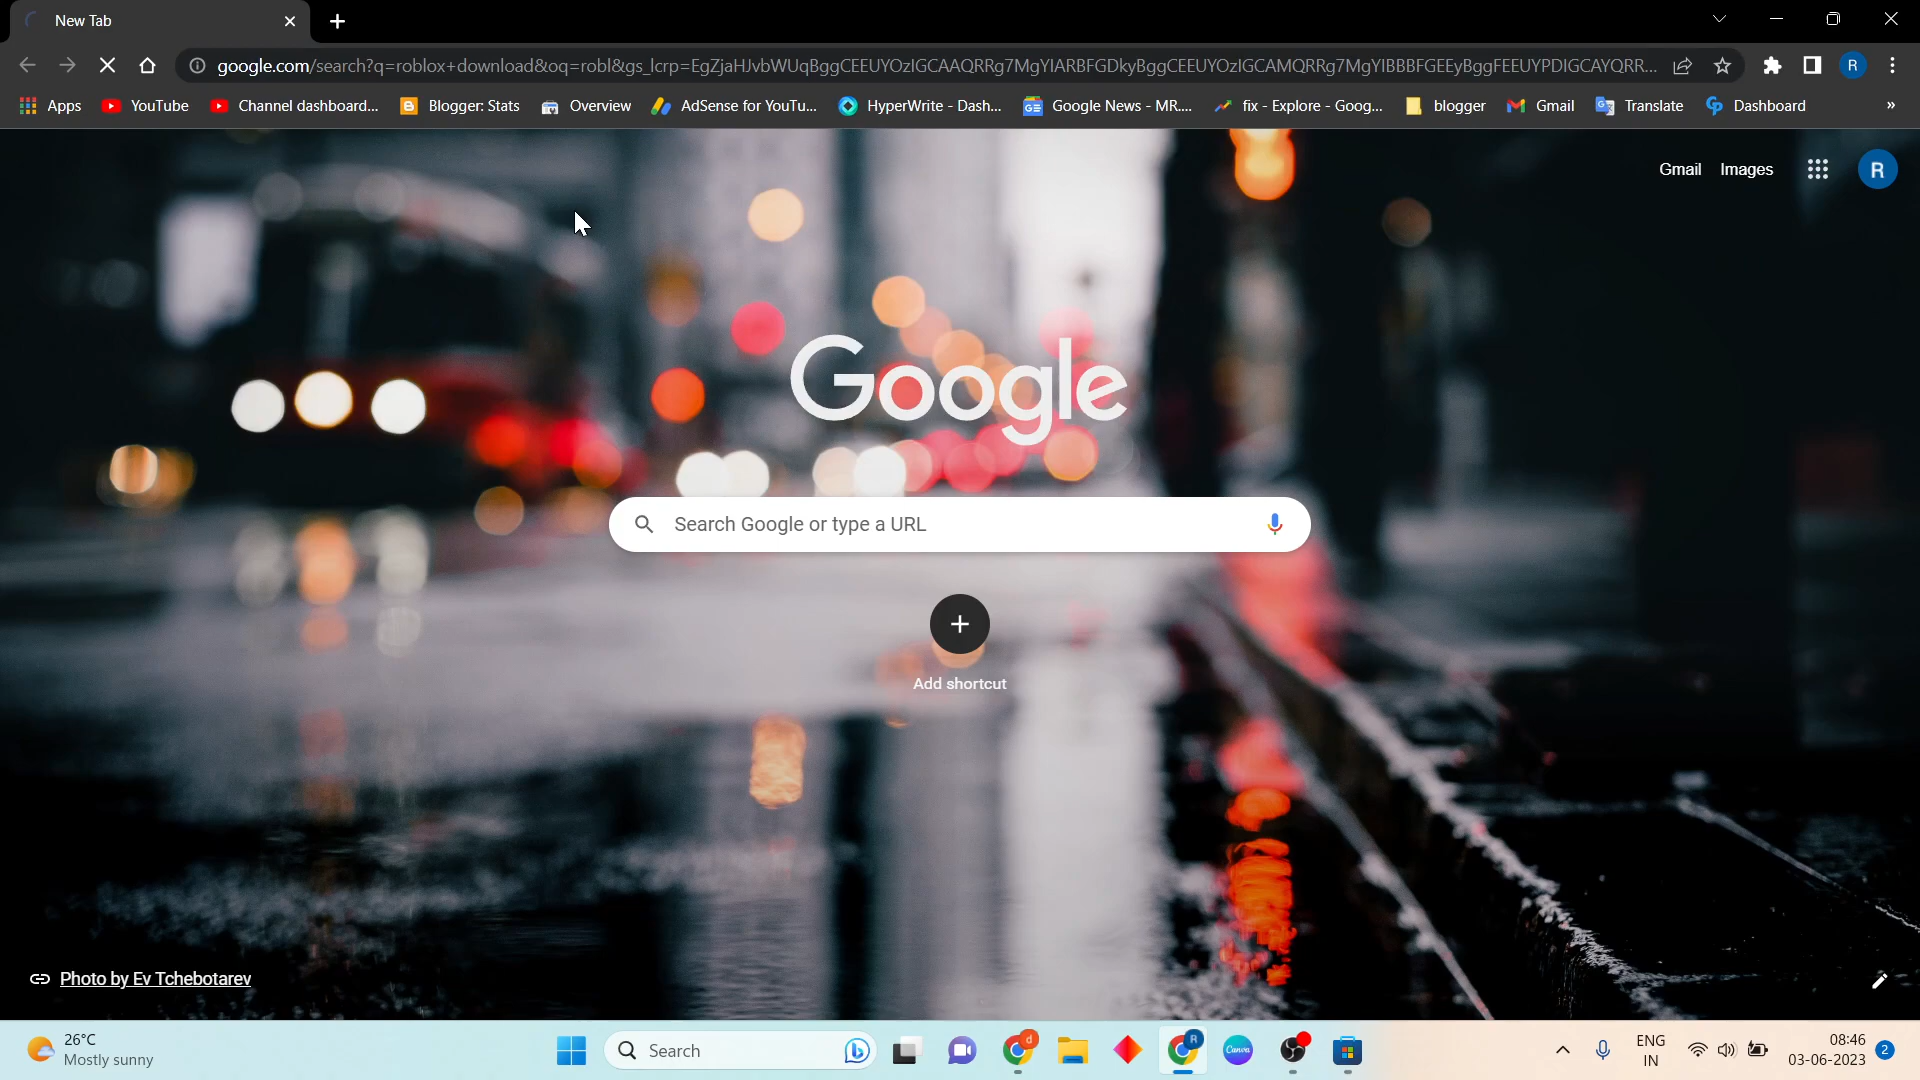 New Tab
google.com/search?q=roblox+download&oq=robl&gs_lcrp=EgZjaHJvbWUqBggCEEUYOzIGCAAQRRg7MgYIARBFGDkyBggCEEUYOzIGCAMQRRg7MgYIBBBFGEEyBggFEEUYPDIGCAYQRR...
Apps YouTube Channel dashboard... Blogger: Stats Overview AdSense for YouTu... HyperWrite - Dash... Google News - MR.... fix - Explore - Goog... blogger Gmail Translate Dashboard »
Gmail Images R
Google
Search Google or type a URL
Add shortcut
Photo by Ev Tchebotarev
26°C
Mostly sunny
Search
Canva
ENG
IN
08:46
03-06-2023
2